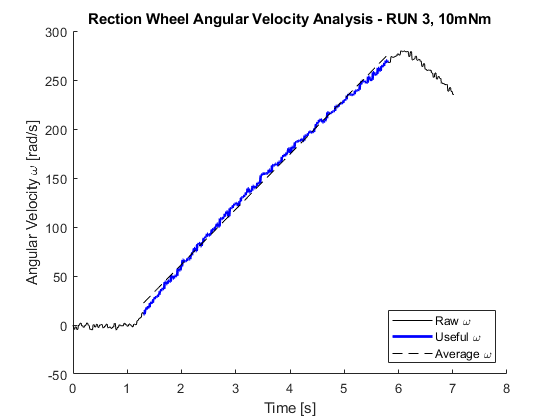 Rection Wheel Angular Velocity Analysis - RUN 3, 10mNm
300
250
200
150
100
50
0
-50
Angular Velocity ω [rad/s]
Raw ω
Useful ω
Average ω
0 1 2 3 4 5 6 7 8
Time [s]